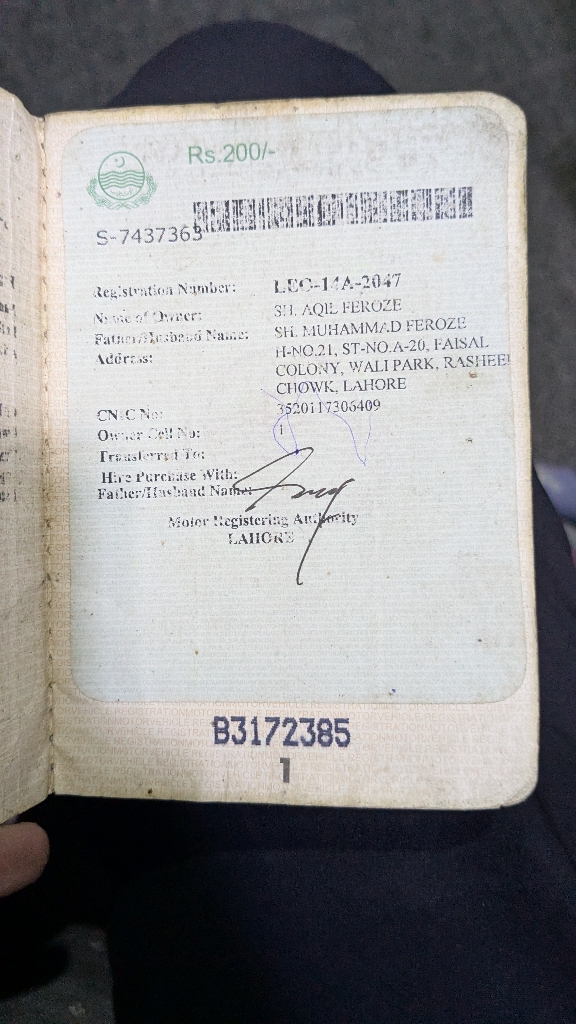 Rs.200/-
S-7437363
Registration Number: LEC-14A-2047
Name of Owner: SH. AQIL FEROZE
Father/Husband Name: SH. MUHAMMAD FEROZE
Address: H-NO.21, ST-NO.A-20, FAISAL
COLONY, WALI PARK, RASHEE
CHOWK, LAHORE
CNIC No: 3520117306409
Owner Cell No: 1
Transferred To:
Hire Purchase With:
Father/Husband Name:
Motor Registering Authority
LAHORE
B3172385
1